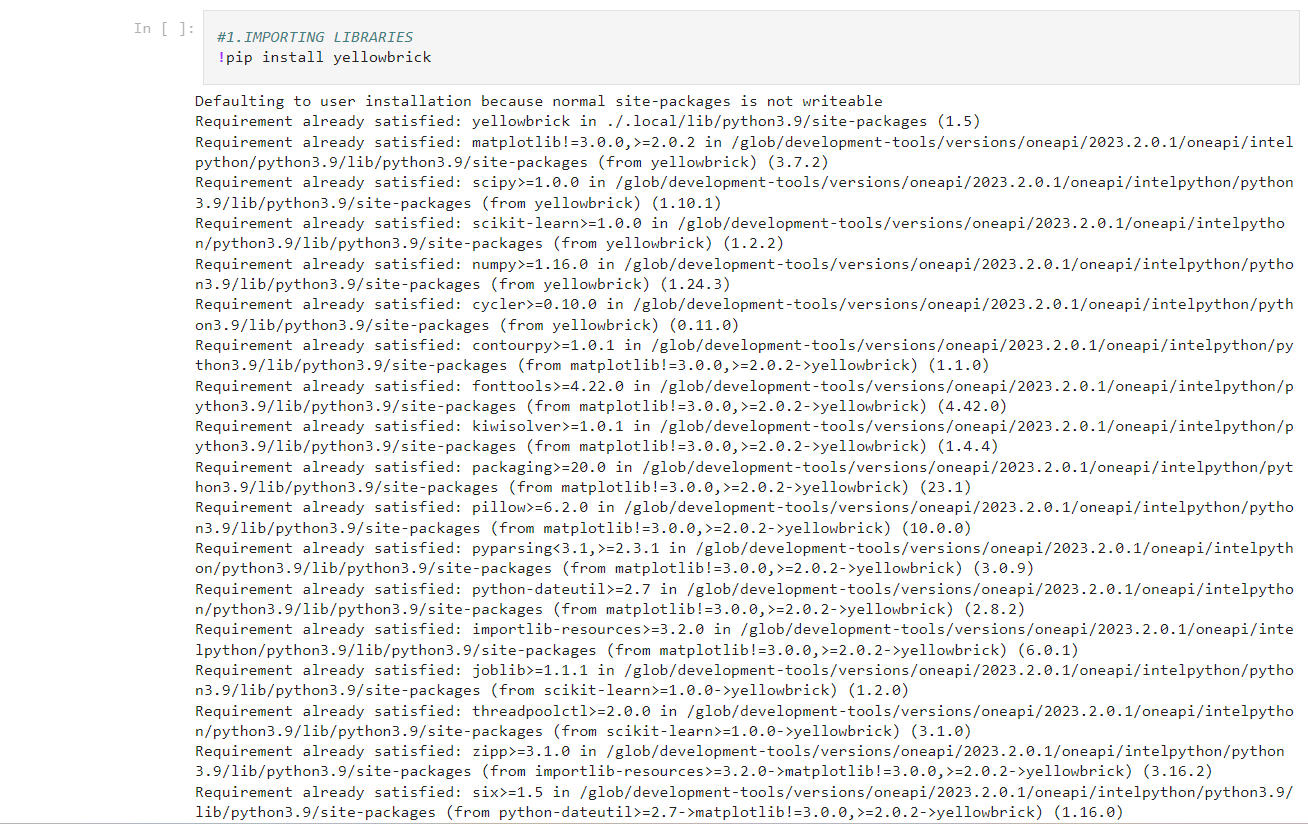 In [ ]:
#1.IMPORTING LIBRARIES
!pip install yellowbrick
Defaulting to user installation because normal site-packages is not writeable
Requirement already satisfied: yellowbrick in ./.local/lib/python3.9/site-packages (1.5)
Requirement already satisfied: matplotlib!=3.0.0,>=2.0.2 in /glob/development-tools/versions/oneapi/2023.2.0.1/oneapi/intel
python/python3.9/lib/python3.9/site-packages (from yellowbrick) (3.7.2)
Requirement already satisfied: scipy>=1.0.0 in /glob/development-tools/versions/oneapi/2023.2.0.1/oneapi/intelpython/python
3.9/lib/python3.9/site-packages (from yellowbrick) (1.10.1)
Requirement already satisfied: scikit-learn>=1.0.0 in /glob/development-tools/versions/oneapi/2023.2.0.1/oneapi/intelpytho
n/python3.9/lib/python3.9/site-packages (from yellowbrick) (1.2.2)
Requirement already satisfied: numpy>=1.16.0 in /glob/development-tools/versions/oneapi/2023.2.0.1/oneapi/intelpython/pytho
n3.9/lib/python3.9/site-packages (from yellowbrick) (1.24.3)
Requirement already satisfied: cycler>=0.10.0 in /glob/development-tools/versions/oneapi/2023.2.0.1/oneapi/intelpython/pyth
on3.9/lib/python3.9/site-packages (from yellowbrick) (0.11.0)
Requirement already satisfied: contourpy>=1.0.1 in /glob/development-tools/versions/oneapi/2023.2.0.1/oneapi/intelpython/py
thon3.9/lib/python3.9/site-packages (from matplotlib!=3.0.0,>=2.0.2->yellowbrick) (1.1.0)
Requirement already satisfied: fonttools>=4.22.0 in /glob/development-tools/versions/oneapi/2023.2.0.1/oneapi/intelpython/p
ython3.9/lib/python3.9/site-packages (from matplotlib!=3.0.0,>=2.0.2->yellowbrick) (4.42.0)
Requirement already satisfied: kiwisolver>=1.0.1 in /glob/development-tools/versions/oneapi/2023.2.0.1/oneapi/intelpython/p
ython3.9/lib/python3.9/site-packages (from matplotlib!=3.0.0,>=2.0.2->yellowbrick) (1.4.4)
Requirement already satisfied: packaging>=20.0 in /glob/development-tools/versions/oneapi/2023.2.0.1/oneapi/intelpython/pyt
hon3.9/lib/python3.9/site-packages (from matplotlib!=3.0.0,>=2.0.2->yellowbrick) (23.1)
Requirement already satisfied: pillow>=6.2.0 in /glob/development-tools/versions/oneapi/2023.2.0.1/oneapi/intelpython/pytho
n3.9/lib/python3.9/site-packages (from matplotlib!=3.0.0,>=2.0.2->yellowbrick) (10.0.0)
Requirement already satisfied: pyparsing<3.1,>=2.3.1 in /glob/development-tools/versions/oneapi/2023.2.0.1/oneapi/intelpyth
on/python3.9/lib/python3.9/site-packages (from matplotlib!=3.0.0,>=2.0.2->yellowbrick) (3.0.9)
Requirement already satisfied: python-dateutil>=2.7 in /glob/development-tools/versions/oneapi/2023.2.0.1/oneapi/intelpytho
n/python3.9/lib/python3.9/site-packages (from matplotlib!=3.0.0,>=2.0.2->yellowbrick) (2.8.2)
Requirement already satisfied: importlib-resources>=3.2.0 in /glob/development-tools/versions/oneapi/2023.2.0.1/oneapi/inte
lpython/python3.9/lib/python3.9/site-packages (from matplotlib!=3.0.0,>=2.0.2->yellowbrick) (6.0.1)
Requirement already satisfied: joblib>=1.1.1 in /glob/development-tools/versions/oneapi/2023.2.0.1/oneapi/intelpython/pytho
n3.9/lib/python3.9/site-packages (from scikit-learn>=1.0.0->yellowbrick) (1.2.0)
Requirement already satisfied: threadpoolctl>=2.0.0 in /glob/development-tools/versions/oneapi/2023.2.0.1/oneapi/intelpytho
n/python3.9/lib/python3.9/site-packages (from scikit-learn>=1.0.0->yellowbrick) (3.1.0)
Requirement already satisfied: zipp>=3.1.0 in /glob/development-tools/versions/oneapi/2023.2.0.1/oneapi/intelpython/python
3.9/lib/python3.9/site-packages (from importlib-resources>=3.2.0->matplotlib!=3.0.0,>=2.0.2->yellowbrick) (3.16.2)
Requirement already satisfied: six>=1.5 in /glob/development-tools/versions/oneapi/2023.2.0.1/oneapi/intelpython/python3.9/
lib/python3.9/site-packages (from python-dateutil>=2.7->matplotlib!=3.0.0,>=2.0.2->yellowbrick) (1.16.0)